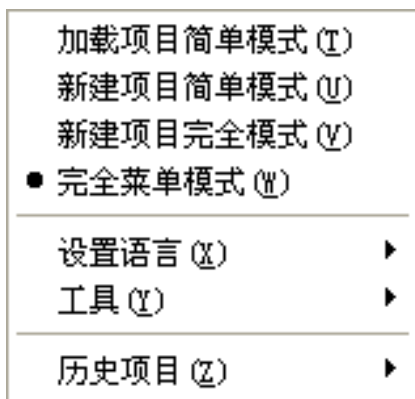 加载项目简单模式(T)
新建项目简单模式(U)
新建项目完全模式(V)
完全菜单模式(W)
设置语言(X)
工具(Y)
历史项目(Z)